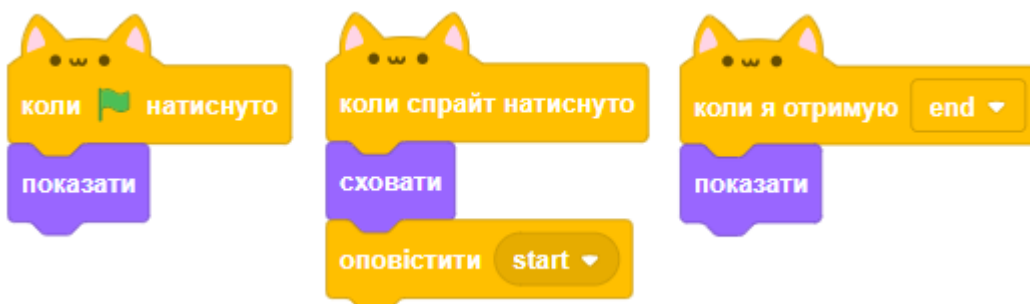 коли натиснуто
показати
коли спрайт натиснуто
сховати
оповістити start
коли я отримую end
показати